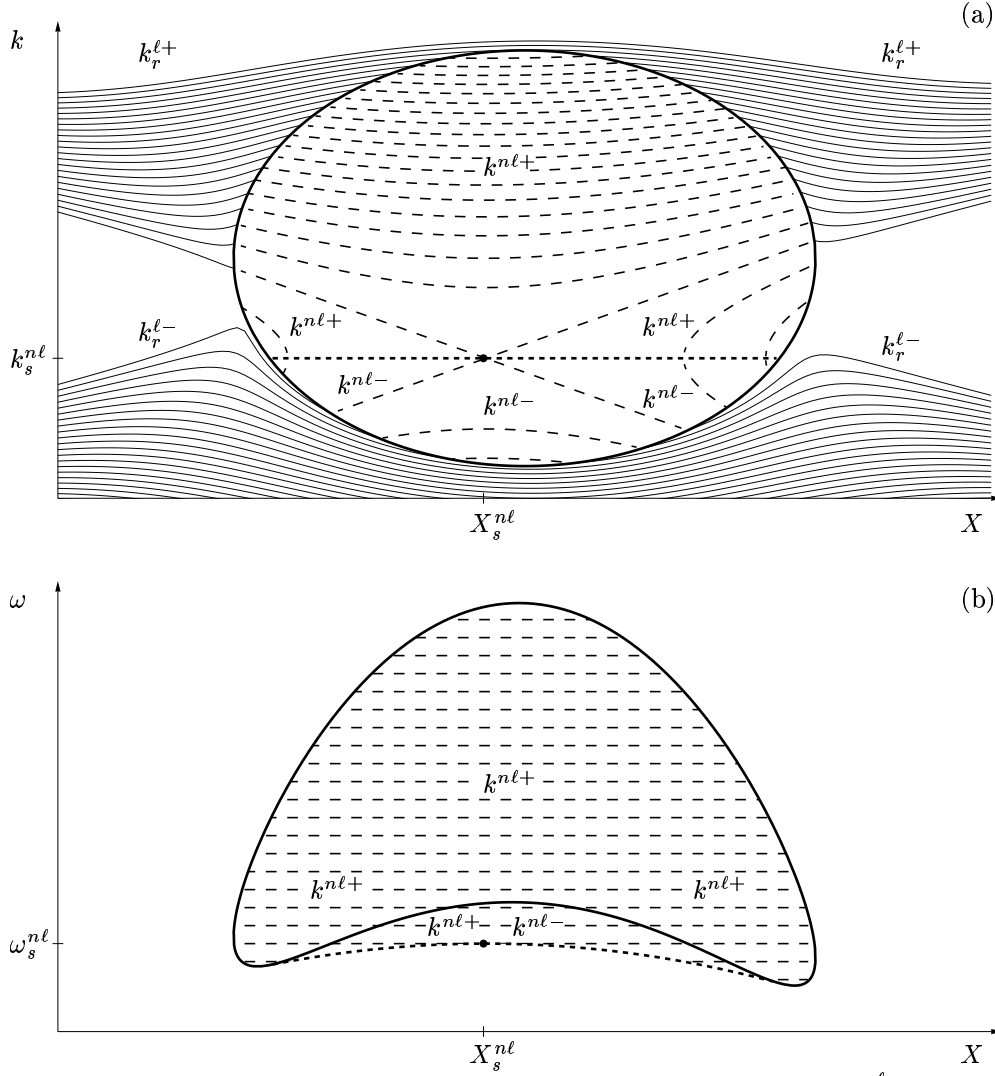 (a)
k
k_r^{ℓ+} k_r^{ℓ+}
k^{nℓ+}
k_r^{ℓ−} k^{nℓ+} k^{nℓ+} k_r^{ℓ−}
k_s^{nℓ}
k^{nℓ−} k^{nℓ−} k^{nℓ−}
X_s^{nℓ} X
ω (b)
k^{nℓ+}
k^{nℓ+} k^{nℓ+}
k^{nℓ+} k^{nℓ−}
ω_s^{nℓ}
X_s^{nℓ} X